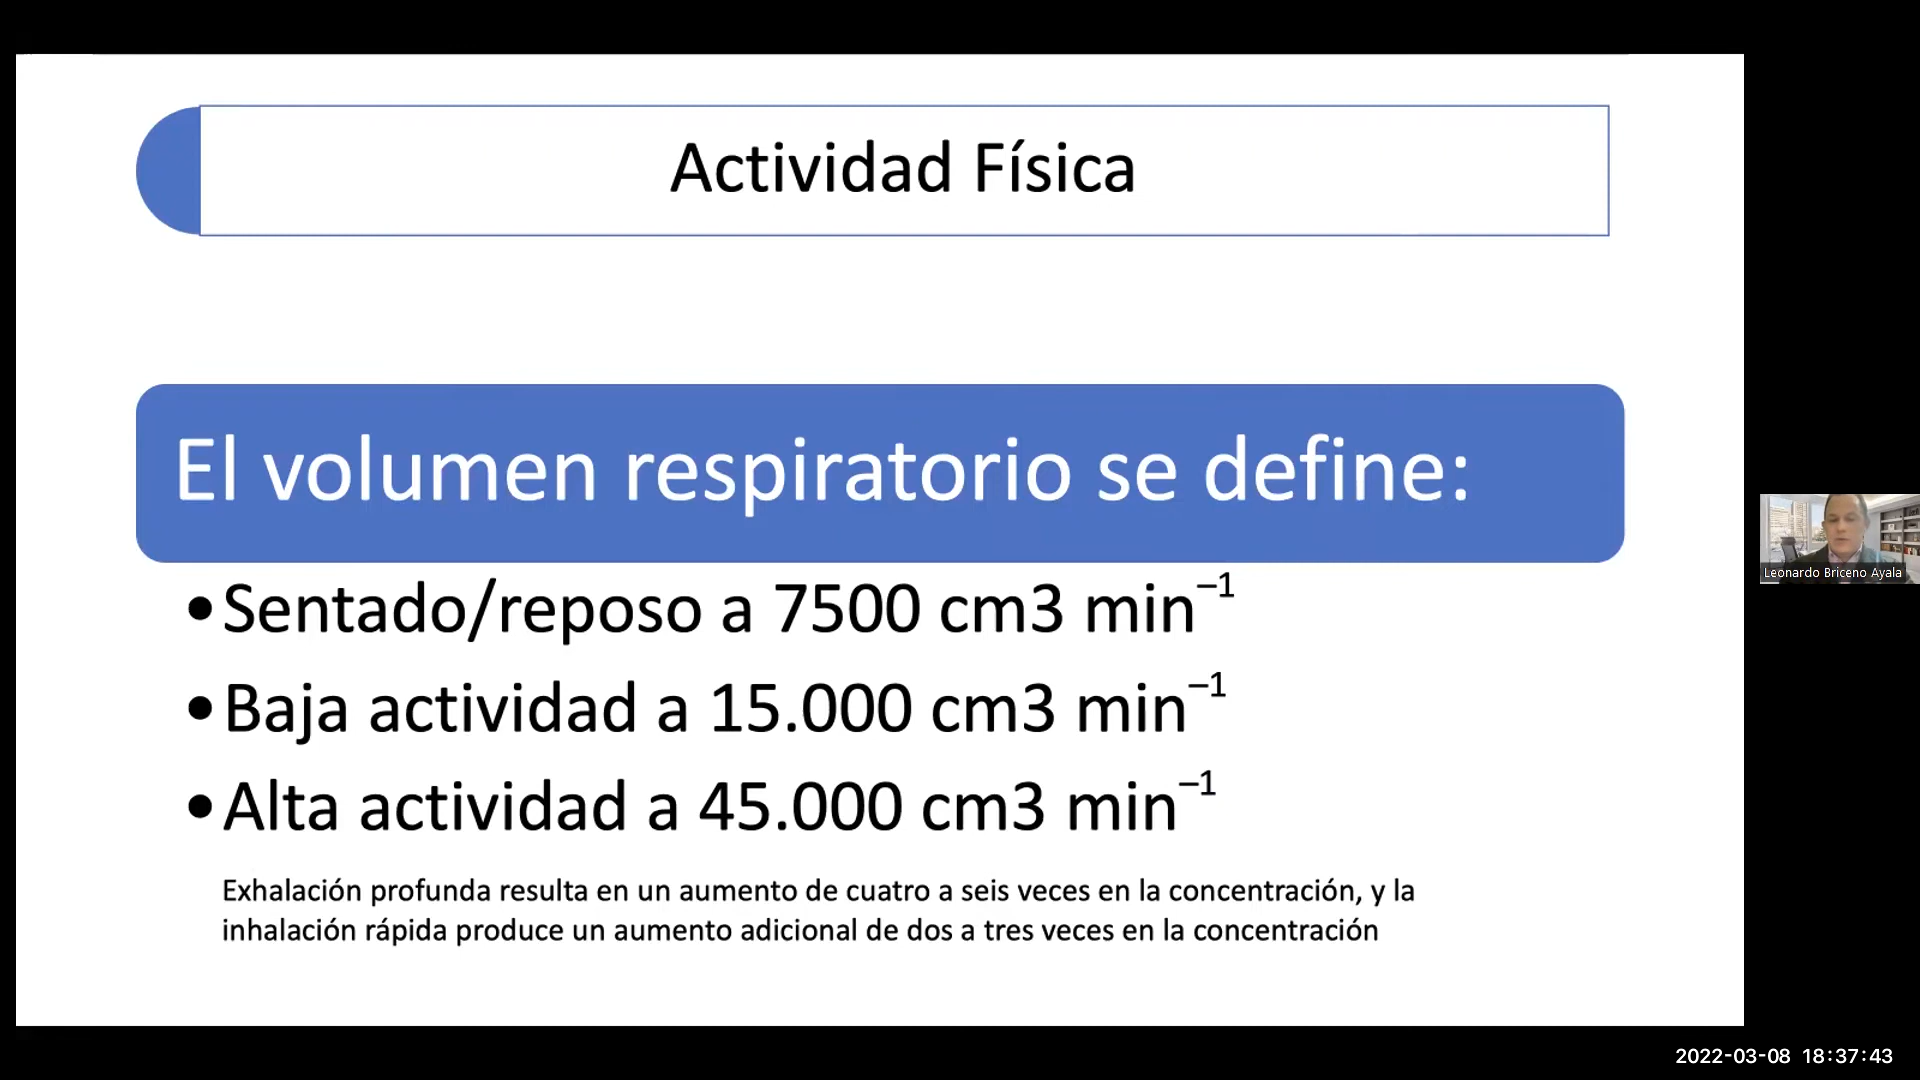 Actividad Física
El volumen respiratorio se define:
•Sentado/reposo a 7500 cm3 min⁻¹
•Baja actividad a 15.000 cm3 min⁻¹
•Alta actividad a 45.000 cm3 min⁻¹
Exhalación profunda resulta en un aumento de cuatro a seis veces en la concentración, y la
inhalación rápida produce un aumento adicional de dos a tres veces en la concentración
Leonardo Briceno Ayala
2022-03-08 18:37:43